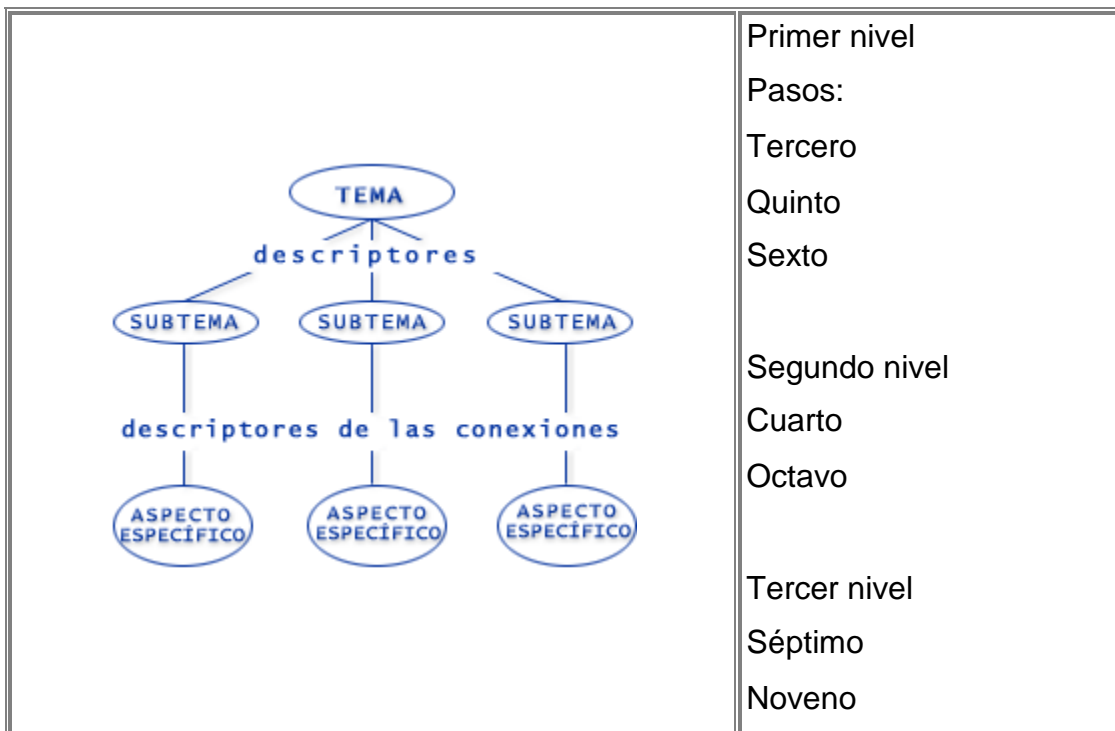 TEMA
descriptores
SUBTEMA SUBTEMA SUBTEMA
descriptores de las conexiones
ASPECTO ESPECÍFICO ASPECTO ESPECÍFICO ASPECTO ESPECÍFICO
Primer nivel
Pasos:
Tercero
Quinto
Sexto
Segundo nivel
Cuarto
Octavo
Tercer nivel
Séptimo
Noveno